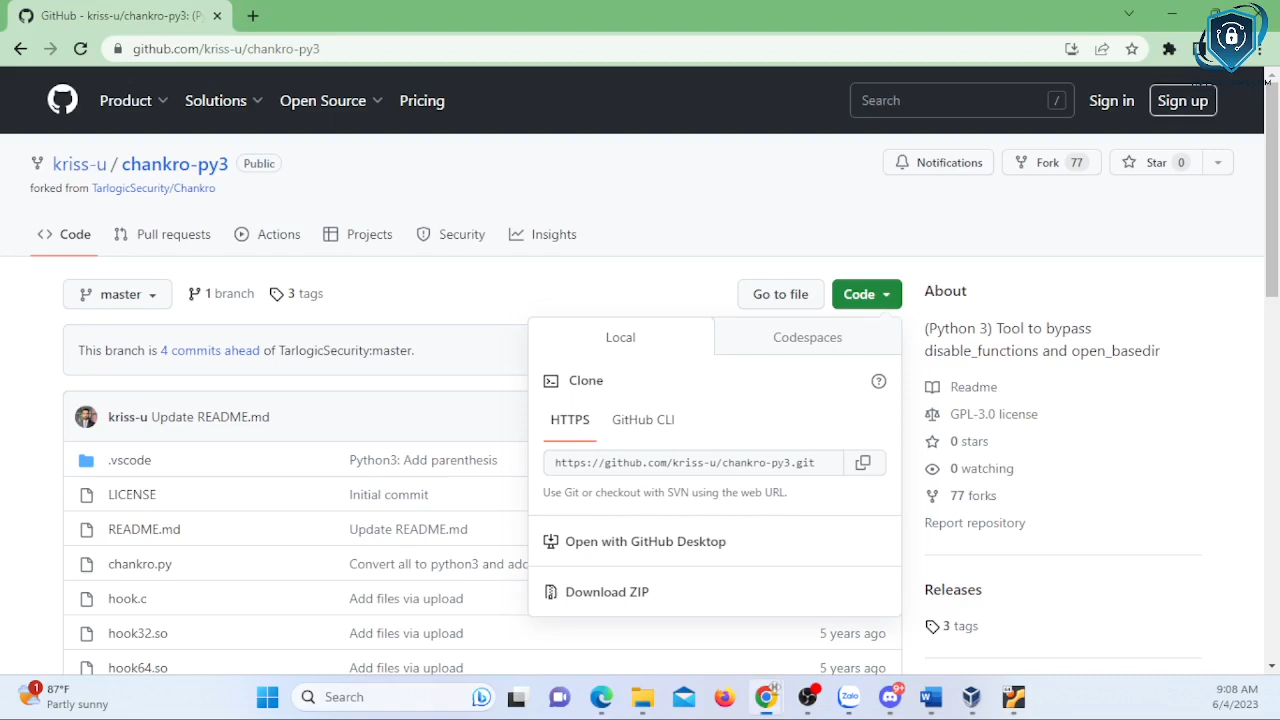 GitHub - kriss-u/chankro-py3: (P
github.com/kriss-u/chankro-py3
Product Solutions Open Source Pricing Search / Sign in Sign up
kriss-u / chankro-py3 Public Notifications Fork 77 Star 0
forked from TarlogicSecurity/Chankro
Code Pull requests Actions Projects Security Insights
master 1 branch 3 tags Go to file Code
This branch is 4 commits ahead of TarlogicSecurity:master.
kriss-u Update README.md
.vscode Python3: Add parenthesis
LICENSE Initial commit
README.md Update README.md
chankro.py Convert all to python3 and add
hook.c Add files via upload
hook32.so Add files via upload 5 years ago
hook64.so Add files via upload 5 years ago
Local Codespaces
Clone
HTTPS GitHub CLI
https://github.com/kriss-u/chankro-py3.git
Use Git or checkout with SVN using the web URL.
Open with GitHub Desktop
Download ZIP
About
(Python 3) Tool to bypass
disable_functions and open_basedir
Readme
GPL-3.0 license
0 stars
0 watching
77 forks
Report repository
Releases
3 tags
1 87°F
Partly sunny
Search
Zalo
9+
W
9:08 AM
6/4/2023